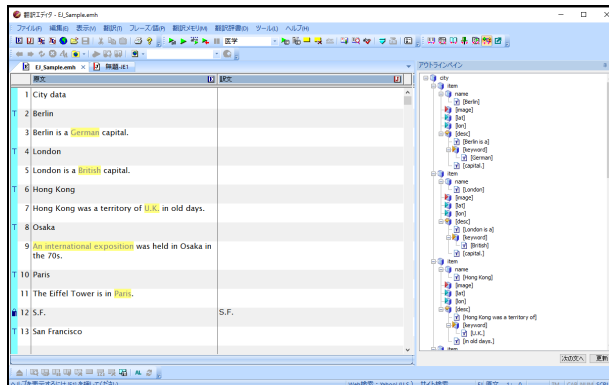 翻訳エディタ - EJ_Sample.emh
ファイル(F) 編集(E) 表示(V) 翻訳(T) フレーズ/語(P) 翻訳メモリ(M) 翻訳辞書(D) ツール(L) ヘルプ(H)
医学
EJ_Sample.emh × 無題.JE1
原文 訳文
1 City data
T 2 Berlin
3 Berlin is a German capital.
T 4 London
5 London is a British capital.
T 6 Hong Kong
7 Hong Kong was a territory of U.K. in old days.
T 8 Osaka
9 An international exposition was held in Osaka in
the 70s.
T 10 Paris
11 The Eiffel Tower is in Paris.
12 S.F. S.F.
T 13 San Francisco
アウトラインペイン
city
item
name
[Berlin]
[image]
[lat]
[lon]
[desc]
[Berlin is a]
[keyword]
[German]
[capital.]
item
name
[London]
[image]
[lat]
[lon]
[desc]
[London is a]
[keyword]
[British]
[capital.]
item
name
[Hong Kong]
[image]
[lat]
[lon]
[desc]
[Hong Kong was a territory of]
[keyword]
[U.K.]
[in old days.]
item
次の文へ 更新